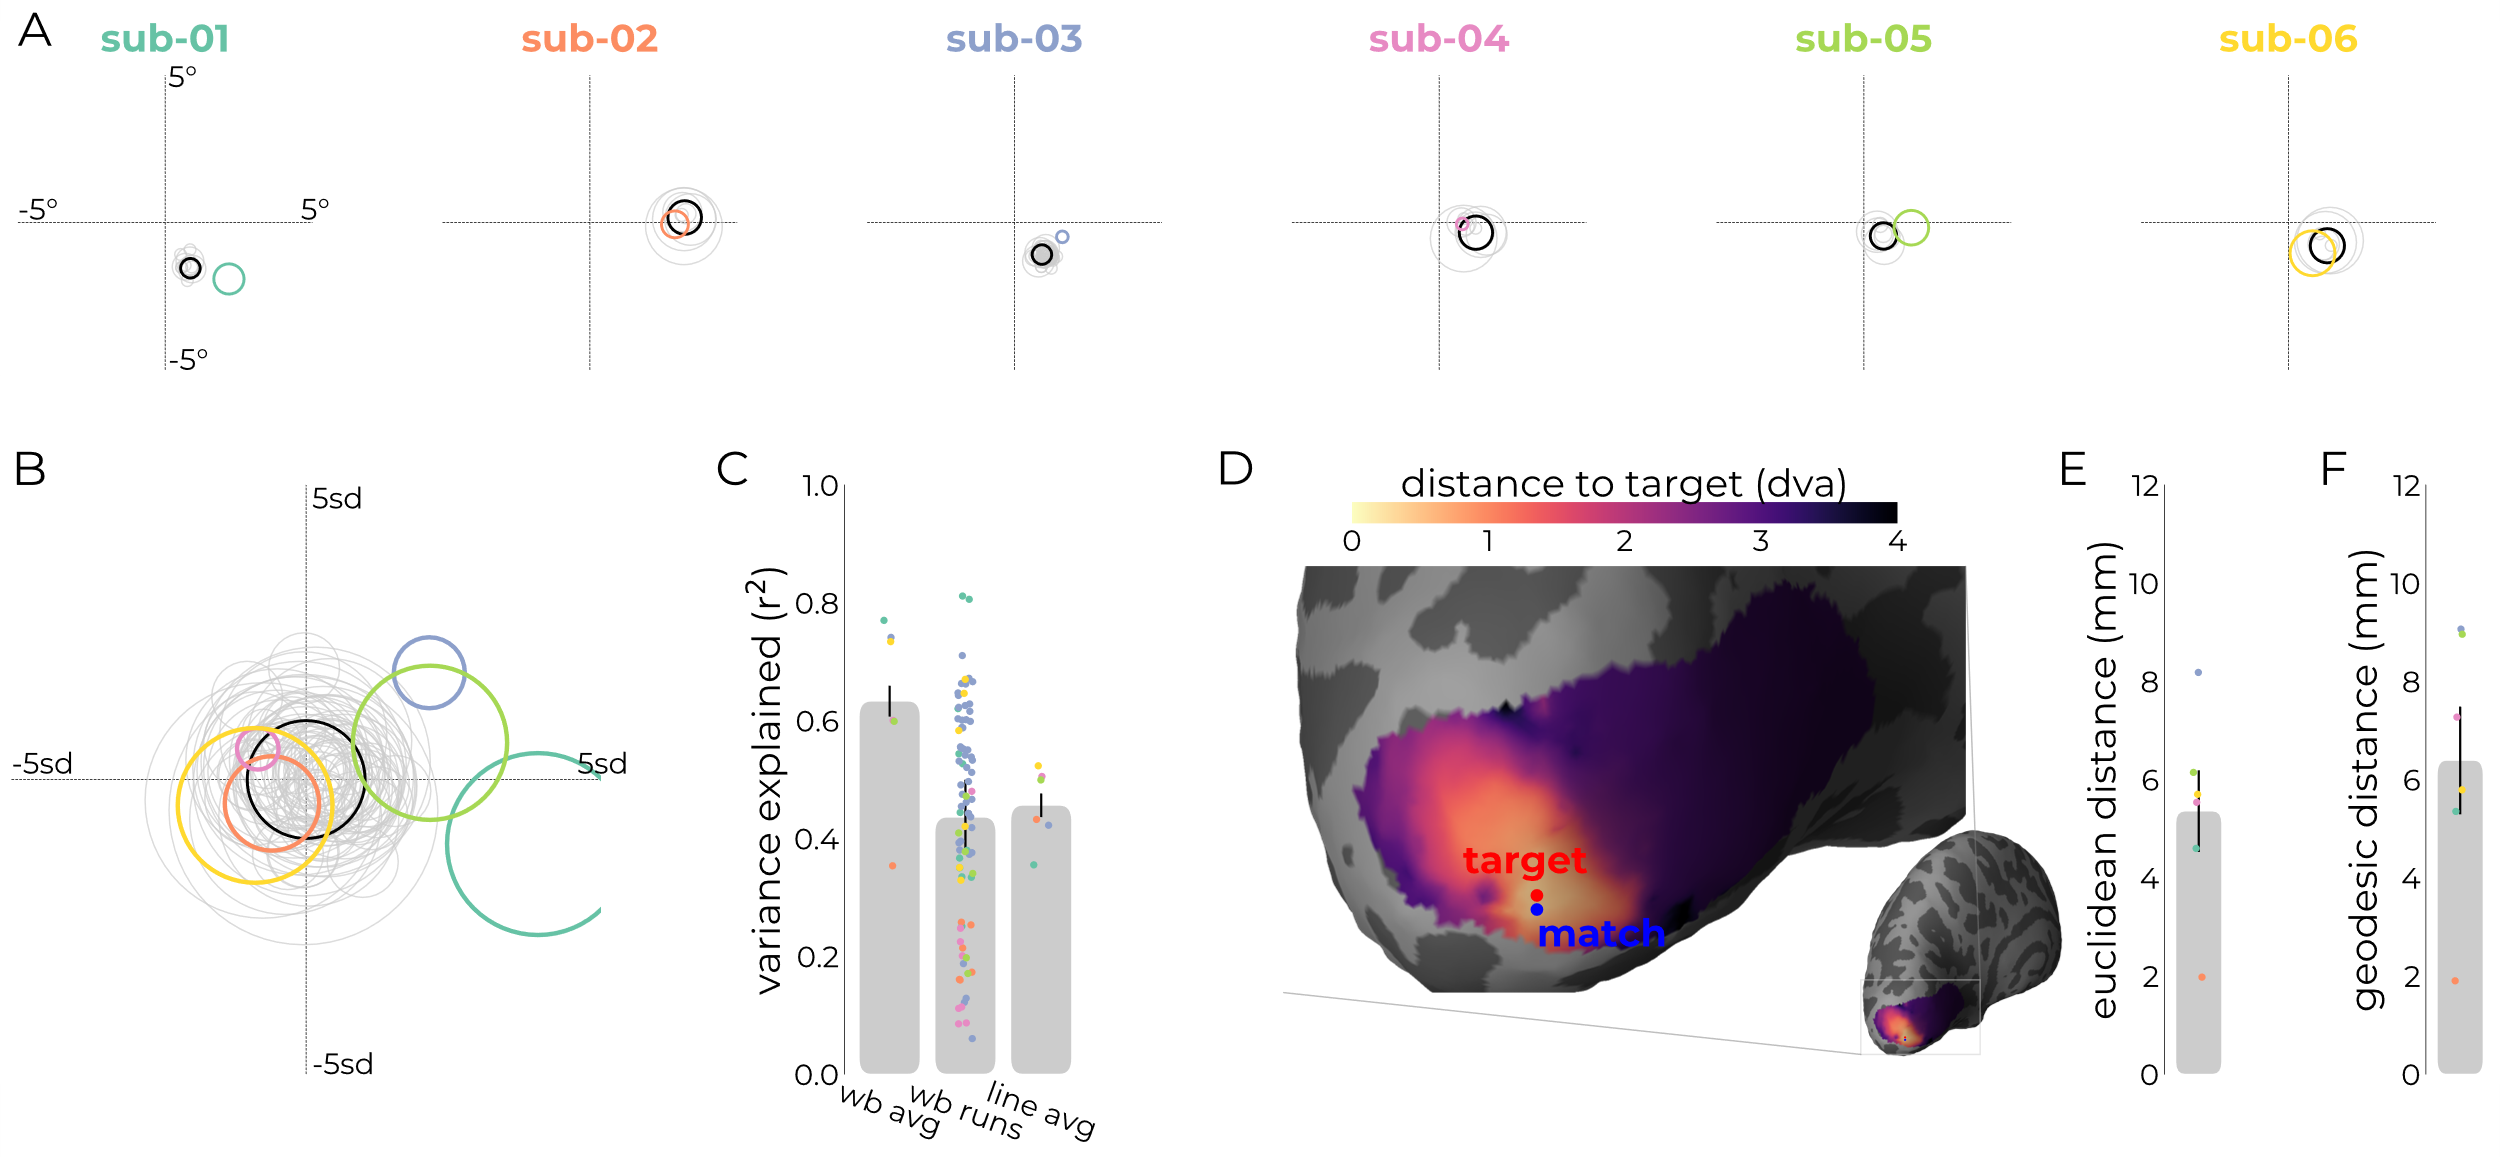 A
sub-01
sub-02
sub-03
sub-04
sub-05
sub-06
5°
-5°
5°
-5°
B
5sd
-5sd
5sd
-5sd
C
variance explained (r²)
1.0
0.8
0.6
0.4
0.2
0.0
wb avg
wb runs
line avg
D
distance to target (dva)
0 1 2 3 4
target
match
E
euclidean distance (mm)
12
10
8
6
4
2
0
F
geodesic distance (mm)
12
10
8
6
4
2
0